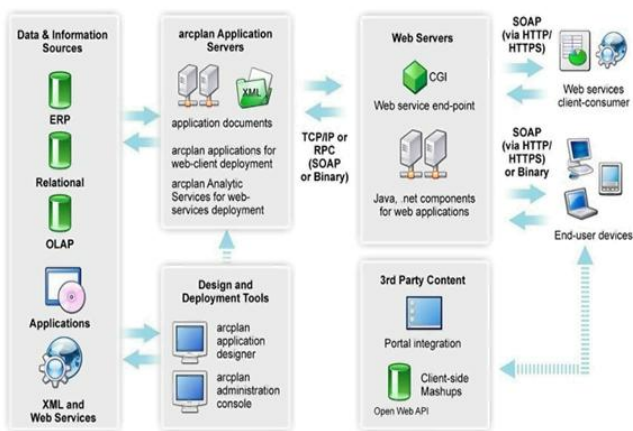 Data & Information
Sources
ERP
Relational
OLAP
Applications
XML and
Web Services
arcplan Application
Servers
XML
application documents
arcplan applications for
web-client deployment
arcplan Analytic
Services for web-
services deployment
Design and
Deployment Tools
arcplan
application
designer
arcplan
administration
console
TCP/IP or
RPC
(SOAP
or Binary)
Web Servers
CGI
Web service end-point
Java, .net components
for web applications
3rd Party Content
Portal integration
Client-side
Mashups
Open Web API
SOAP
(via HTTP/
HTTPS)
Web services
client-consumer
SOAP
(via HTTP/
HTTPS)
or Binary
End-user devices